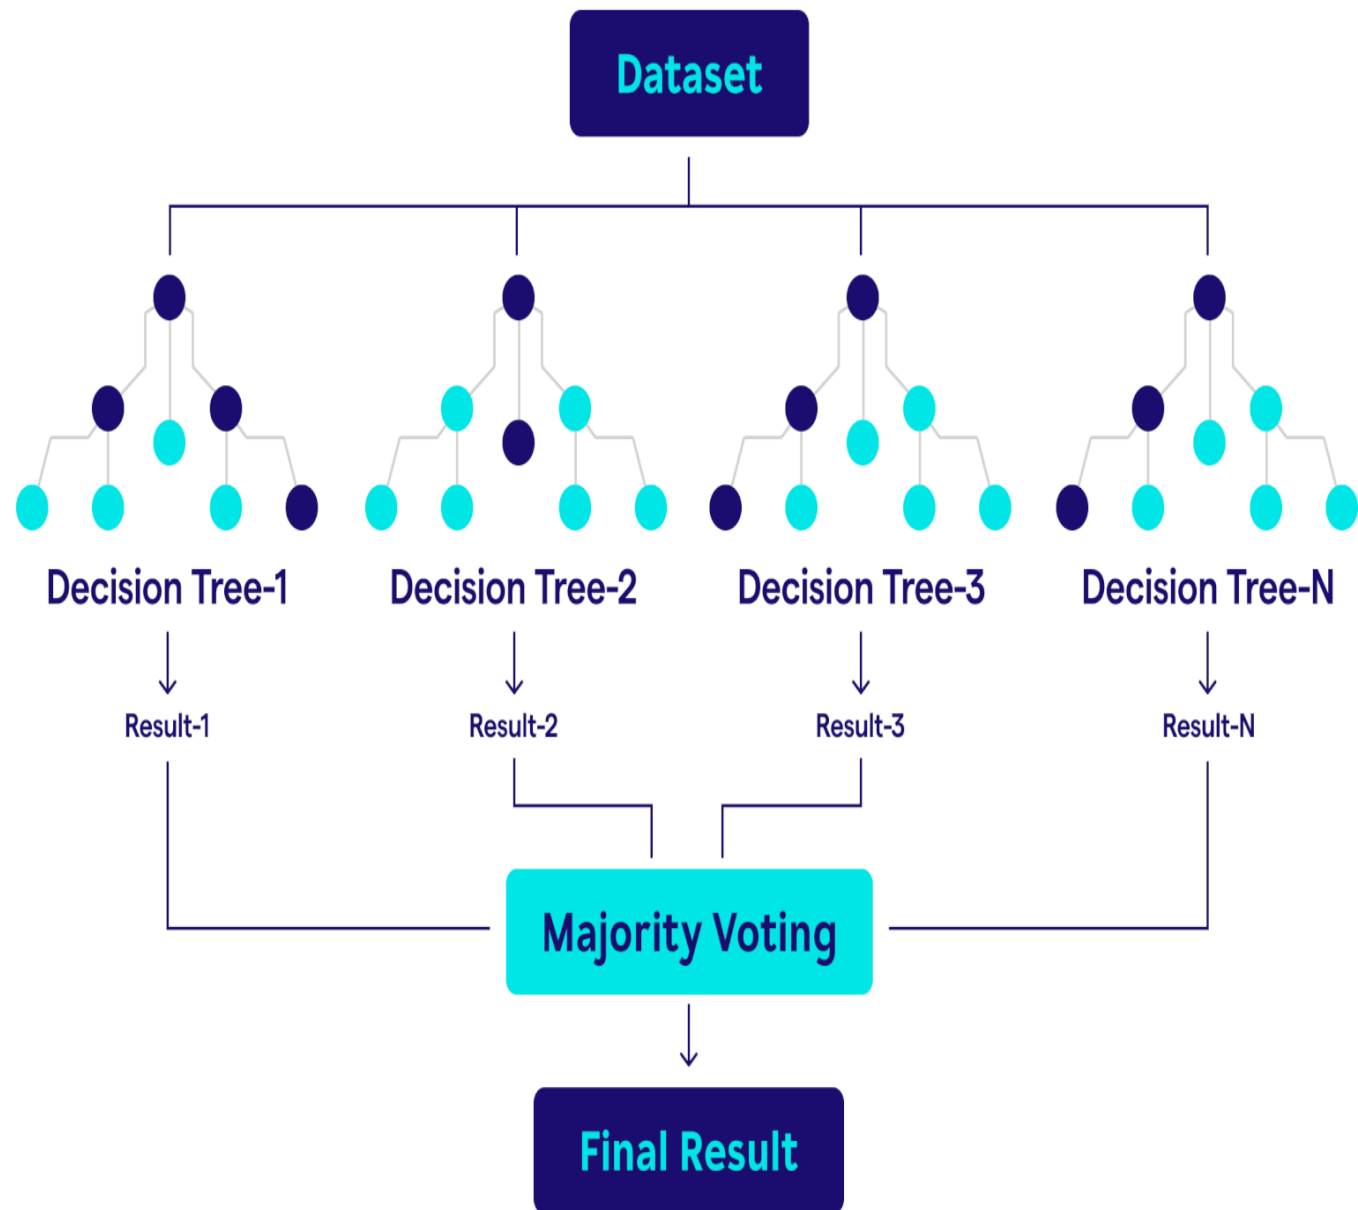 Dataset
Decision Tree-1
Decision Tree-2
Decision Tree-3
Decision Tree-N
Result-1
Result-2
Result-3
Result-N
Majority Voting
Final Result